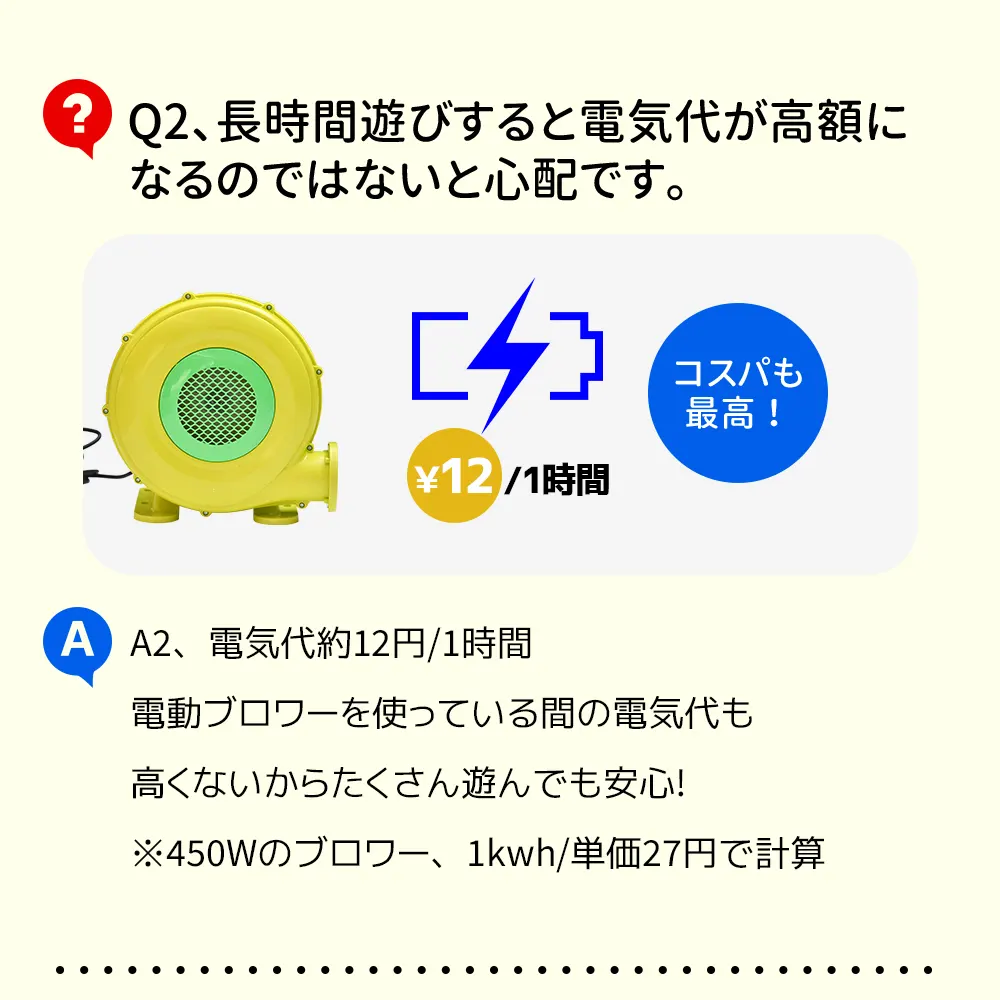 ?
Q2、長時間遊びすると電気代が高額に
なるのではないと心配です。
コスパも
最高！
¥12/1時間
A
A2、電気代約12円/1時間
電動ブロワーを使っている間の電気代も
高くないからたくさん遊んでも安心!
※450Wのブロワー、1kwh/単価27円で計算